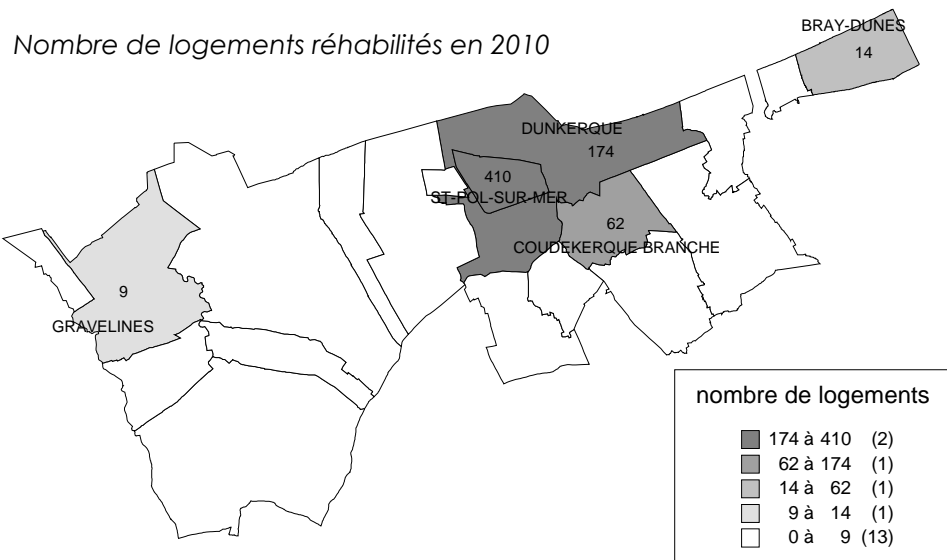 Nombre de logements réhabilités en 2010
BRAY-DUNES
14
DUNKERQUE
174
410
ST-POL-SUR-MER
62
COUDEKERQUE-BRANCHE
9
GRAVELINES
nombre de logements
174 à 410 (2)
62 à 174 (1)
14 à 62 (1)
9 à 14 (1)
0 à 9 (13)